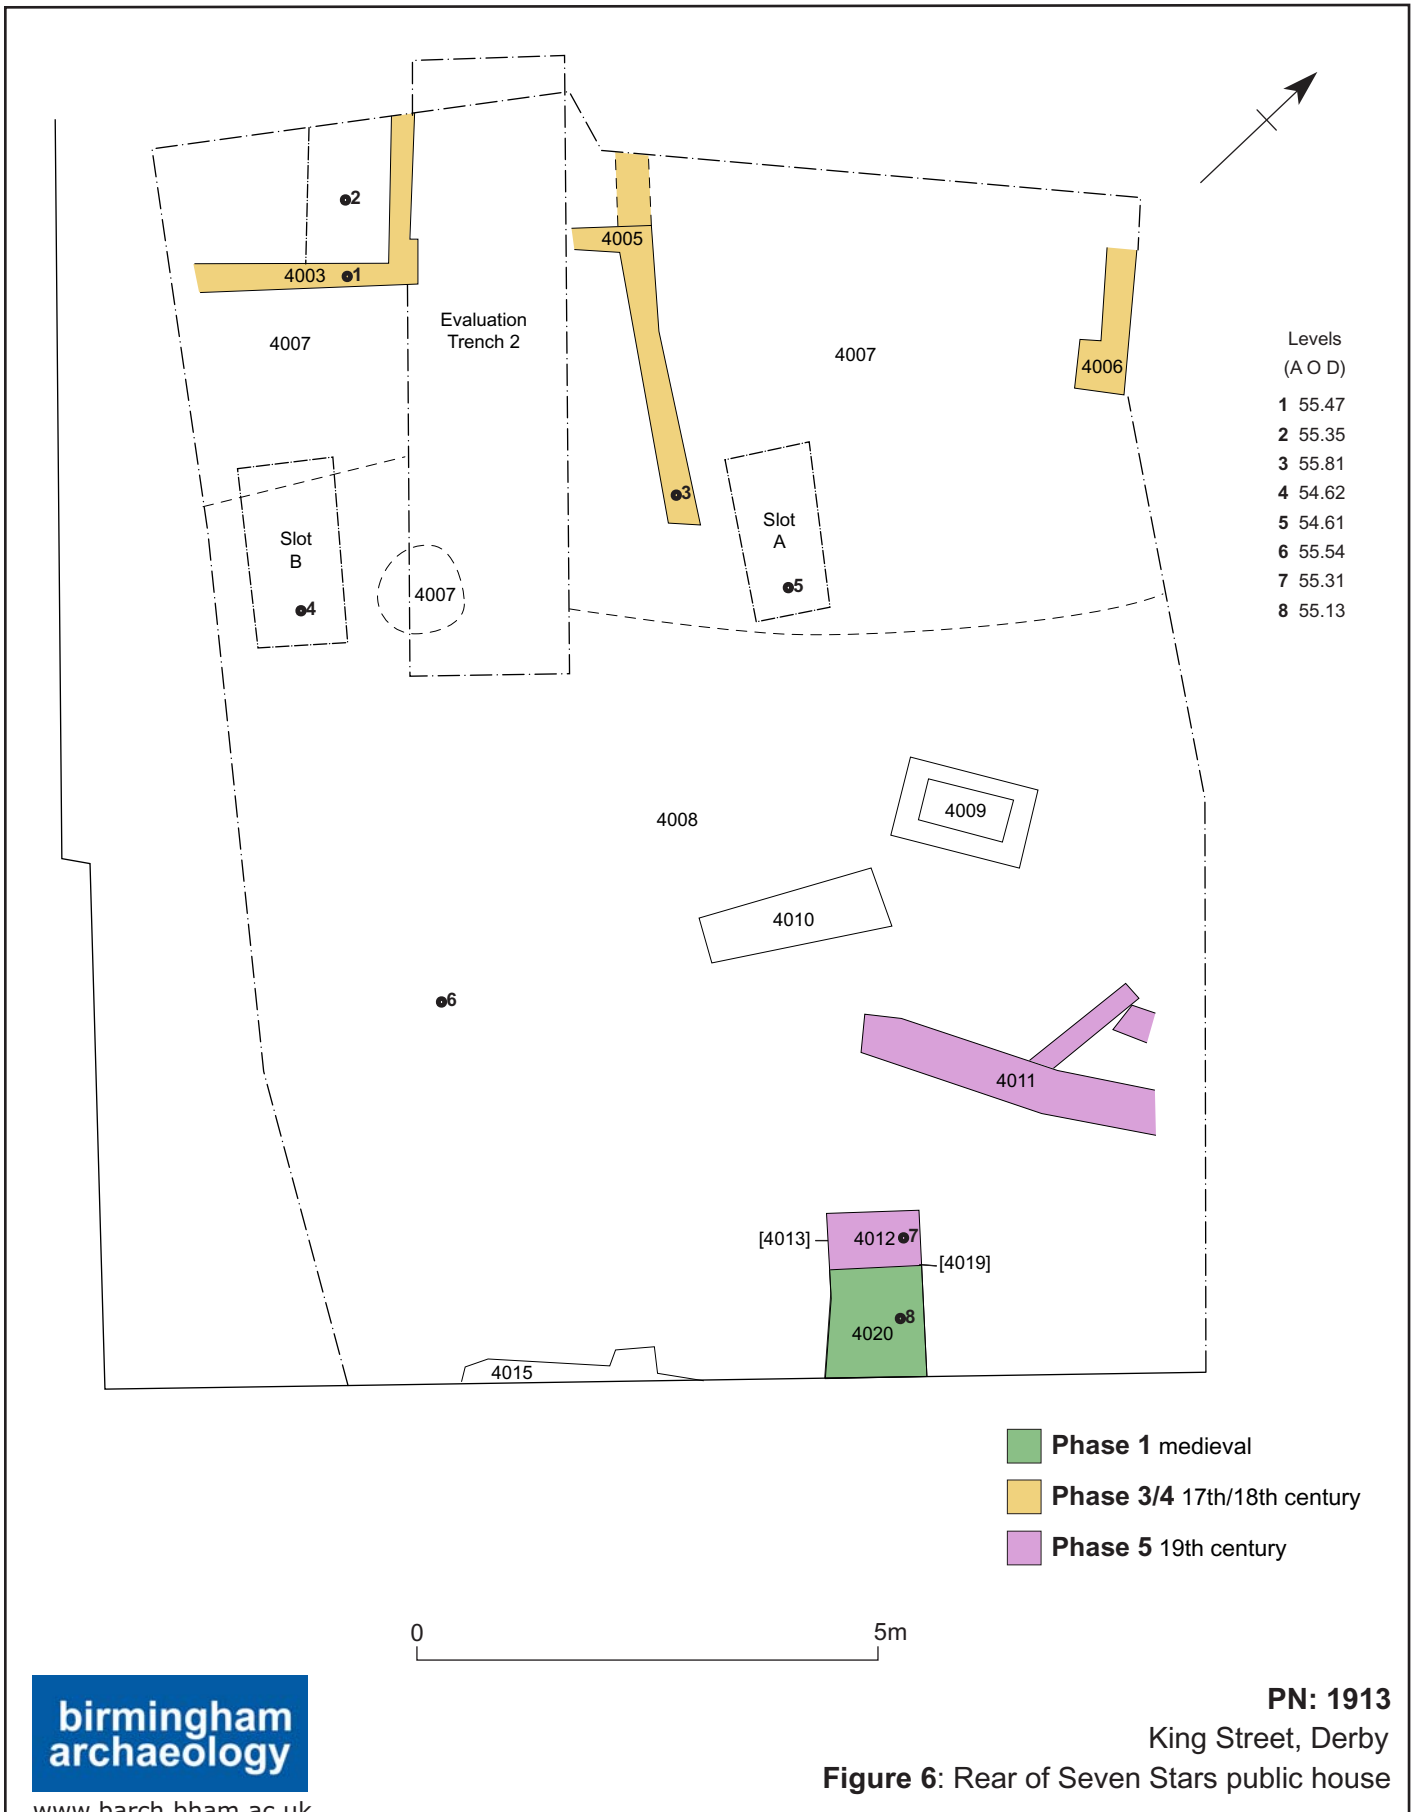 2
4003 1
4005
Evaluation
Trench 2
4007
4007
4006
Levels
(A O D)
1 55.47
2 55.35
3 55.81
4 54.62
5 54.61
6 55.54
7 55.31
8 55.13
3
Slot
A
5
Slot
B
4
4007
4008
4009
4010
6
4011
[4013]
4012 7
[4019]
8
4020
4015
Phase 1 medieval
Phase 3/4 17th/18th century
Phase 5 19th century
0 5m
birmingham
archaeology
www.barch.bham.ac.uk
PN: 1913
King Street, Derby
Figure 6: Rear of Seven Stars public house